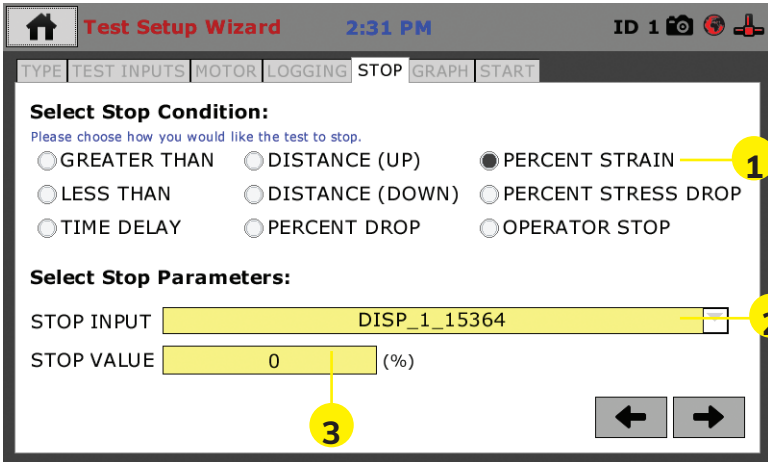 Test Setup Wizard 2:31 PM ID 1
TYPE TEST INPUTS MOTOR LOGGING STOP GRAPH START
Select Stop Condition:
Please choose how you would like the test to stop.
GREATER THAN DISTANCE (UP) PERCENT STRAIN 1
LESS THAN DISTANCE (DOWN) PERCENT STRESS DROP
TIME DELAY PERCENT DROP OPERATOR STOP
Select Stop Parameters:
STOP INPUT DISP_1_15364 2
STOP VALUE 0 (%)
3